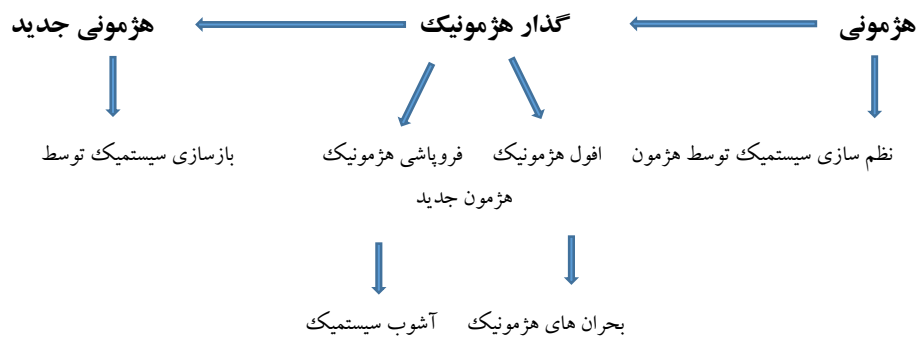 هژمونی گذار هژمونیک هژمونی جدید
نظم سازی سیستمیک توسط هژمون افول هژمونیک فروپاشی هژمونیک بازسازی سیستمیک توسط
هژمون جدید
بحران های هژمونیک آشوب سیستمیک